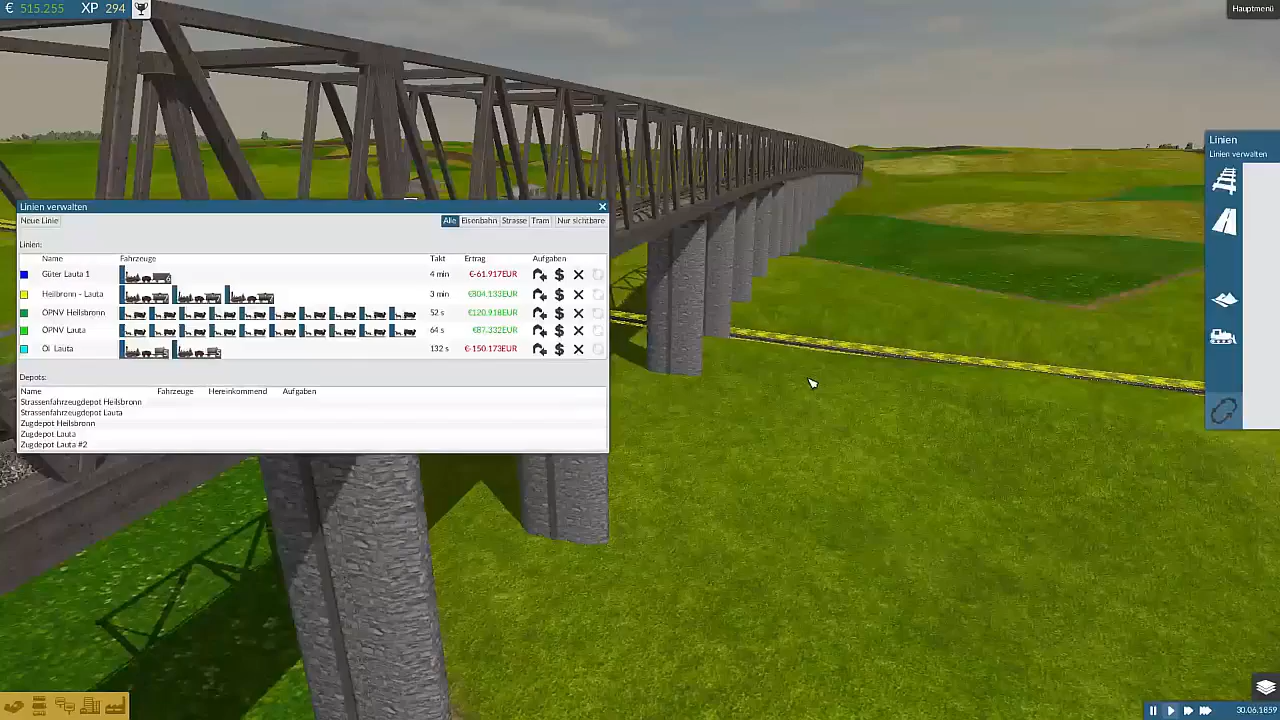 € 515.255 XP 294
Hauptmenü
Linien
Linien verwalten
Linien verwalten
Neue Linie
Alle Eisenbahn Strasse Tram Nur sichtbare
Linien:
Name Fahrzeuge Takt Ertrag Aufgaben
Güter Lauta 1 4 min €-61.917EUR
Heilbronn - Lauta 3 min €804.133EUR
ÖPNV Heilsbronn 52 s €120.918EUR
ÖPNV Lauta 64 s €87.332EUR
Öl Lauta 132 s €-150.173EUR
Depots:
Name Fahrzeuge Hereinkommend Aufgaben
Strassenfahrzeugdepot Heilsbronn
Strassenfahrzeugdepot Lauta
Zugdepot Heilsbronn
Zugdepot Lauta
Zugdepot Lauta #2
30.06.1859